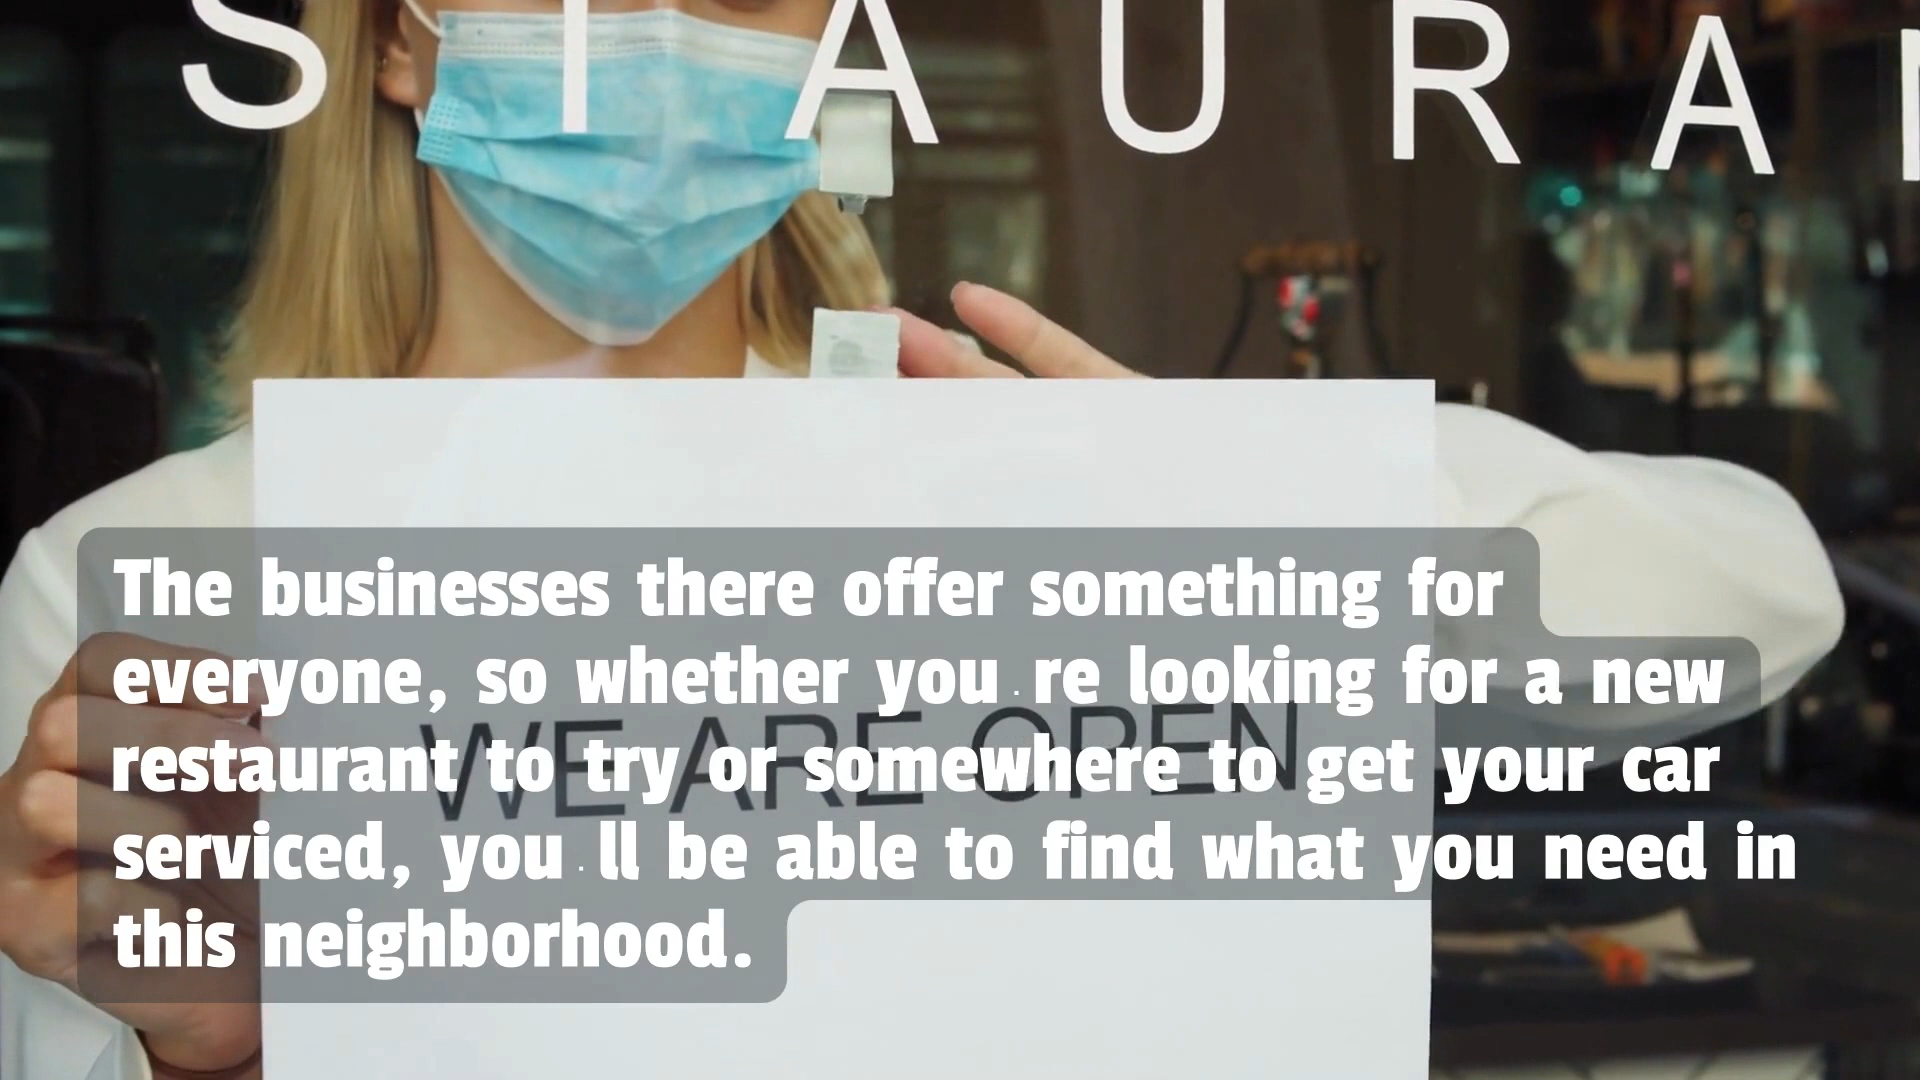 STAURAN
The businesses there offer something for
everyone, so whether you.re looking for a new
restaurant to try or somewhere to get your car
serviced, you.ll be able to find what you need in
this neighborhood.
WE ARE OPEN